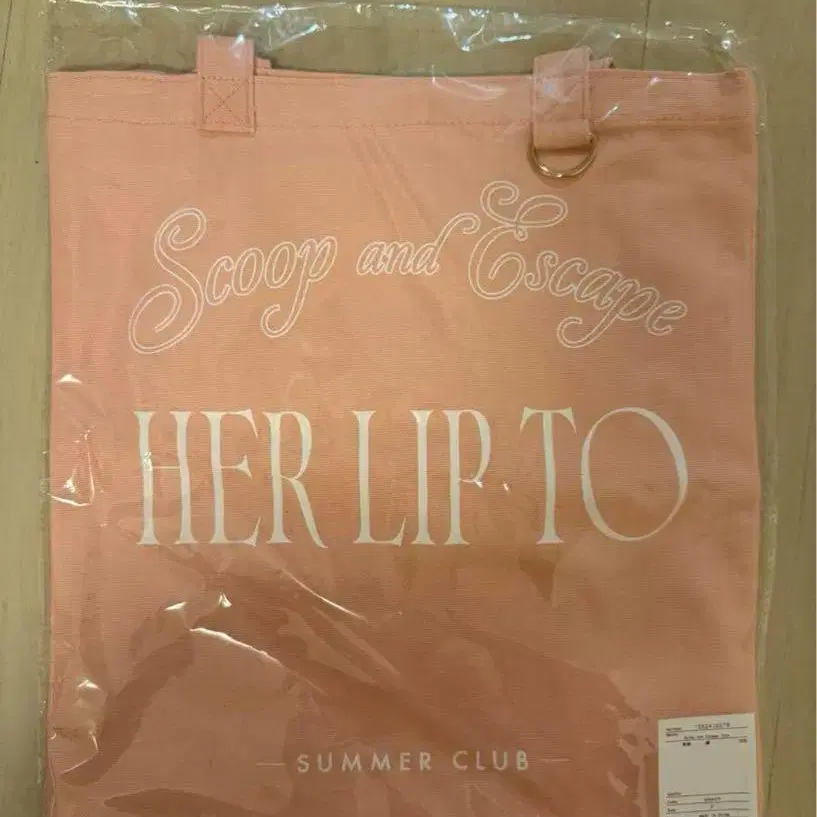 Scoop and Escape
HER LIP TO
SUMMER CLUB